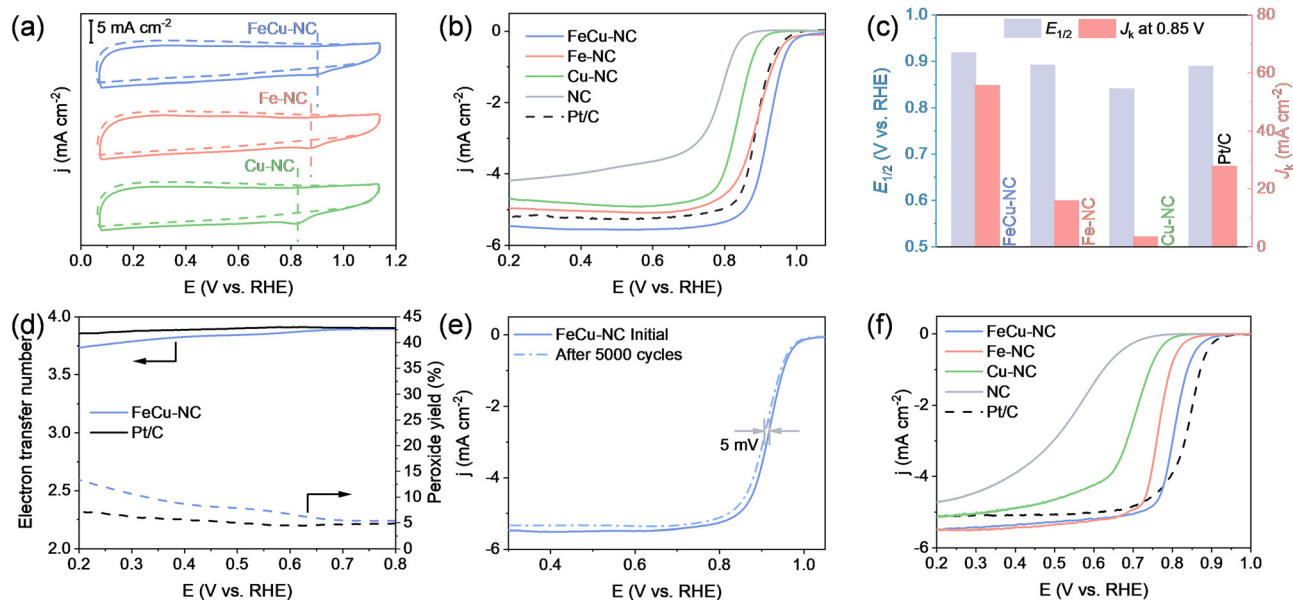 (a)
5 mA cm⁻²
FeCu-NC
Fe-NC
Cu-NC
j (mA cm⁻²)
0.0 0.2 0.4 0.6 0.8 1.0 1.2
E (V vs. RHE)
(b)
FeCu-NC
Fe-NC
Cu-NC
NC
Pt/C
j (mA cm⁻²)
0
-2
-4
-6
0.2 0.4 0.6 0.8 1.0
E (V vs. RHE)
(c)
E1/2
Jk at 0.85 V
E1/2 (V vs. RHE)
1.0
0.9
0.8
0.7
0.6
0.5
FeCu-NC
Fe-NC
Cu-NC
Pt/C
80
60
40
20
0
Jk (mA cm⁻²)
(d)
Electron transfer number
4.0
3.5
3.0
2.5
2.0
FeCu-NC
Pt/C
50
45
40
35
30
25
20
15
10
5
0
Peroxide yield (%)
0.2 0.3 0.4 0.5 0.6 0.7 0.8
E (V vs. RHE)
(e)
FeCu-NC Initial
After 5000 cycles
5 mV
j (mA cm⁻²)
0
-2
-4
-6
0.4 0.6 0.8 1.0
E (V vs. RHE)
(f)
FeCu-NC
Fe-NC
Cu-NC
NC
Pt/C
j (mA cm⁻²)
0
-2
-4
-6
0.2 0.3 0.4 0.5 0.6 0.7 0.8 0.9 1.0
E (V vs. RHE)